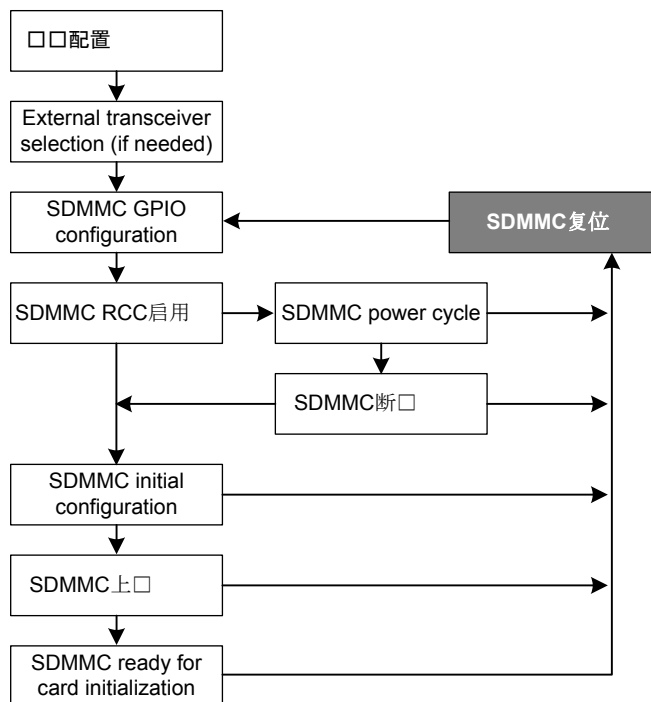 □□配置
External transceiver
selection (if needed)
SDMMC GPIO
configuration
SDMMC复位
SDMMC RCC启用
SDMMC power cycle
SDMMC断□
SDMMC initial
configuration
SDMMC上□
SDMMC ready for
card initialization